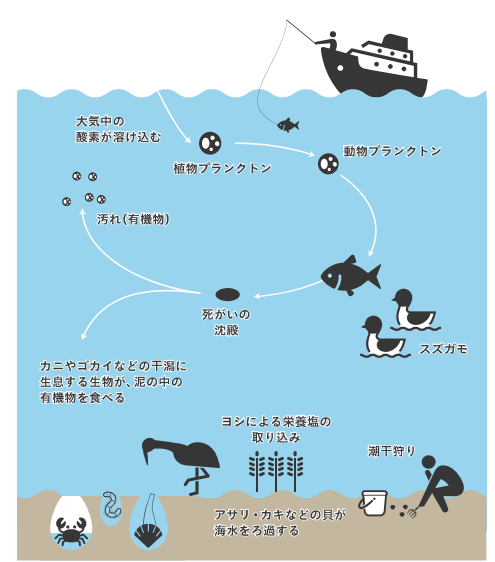 大気中の
酸素が溶け込む
植物プランクトン
動物プランクトン
汚れ(有機物)
死がいの
沈殿
スズガモ
カニやゴカイなどの干潟に
生息する生物が、泥の中の
有機物を食べる
ヨシによる栄養塩の
取り込み
潮干狩り
アサリ・カキなどの貝が
海水をろ過する